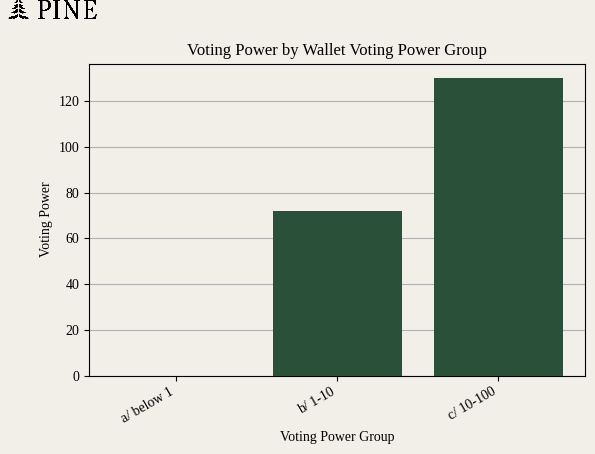 PINE
Voting Power by Wallet Voting Power Group
120
100
80
60
40
20
0
Voting Power
a/ below 1
b/ 1-10
c/ 10-100
Voting Power Group